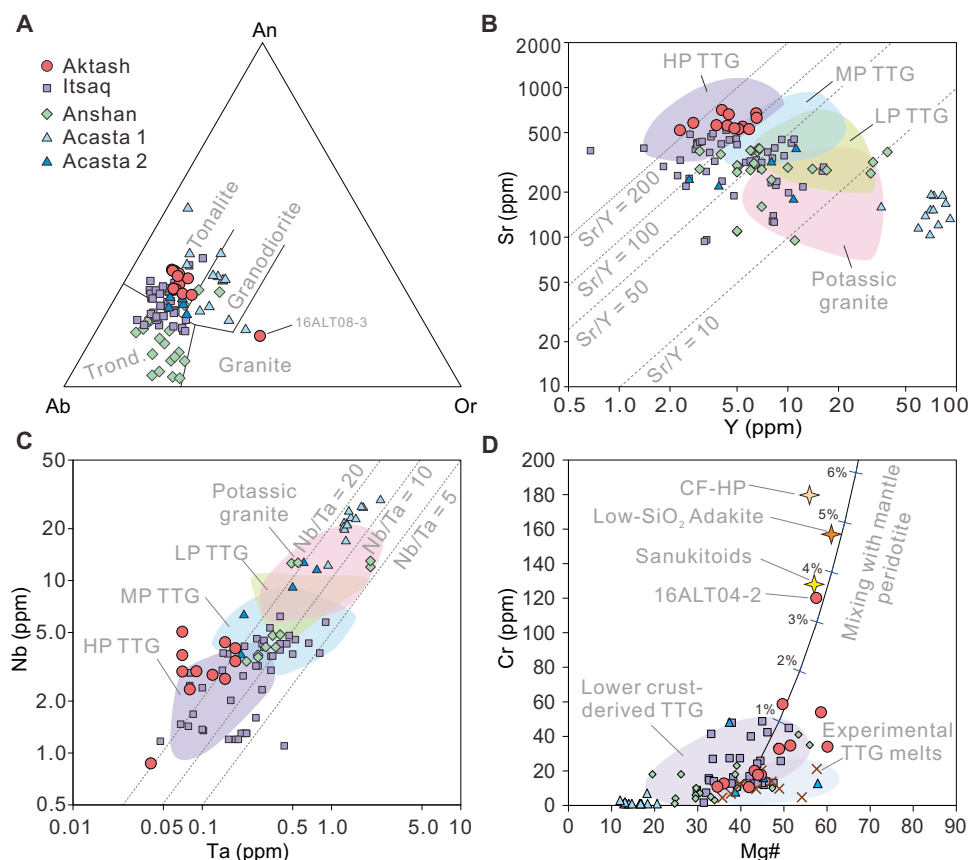 A
An
Aktash
Itsaq
Anshan
Acasta 1
Acasta 2
Tonalite
Granodiorite
16ALT08-3
Trond.
Granite
Ab
Or
B
2000
1000
500
200
100
50
20
10
Sr (ppm)
HP TTG
MP TTG
LP TTG
Sr/Y = 200
Sr/Y = 100
Sr/Y = 50
Sr/Y = 10
Potassic
granite
0.5
1.0
5.0
10
50
100
Y (ppm)
C
50
20
10
5.0
2.0
1.0
0.5
Nb (ppm)
Potassic
granite
LP TTG
MP TTG
HP TTG
Nb/Ta = 20
Nb/Ta = 10
Nb/Ta = 5
0.01
0.05
0.1
0.5
1.0
5.0
10
Ta (ppm)
D
200
180
160
140
120
100
80
60
40
20
0
Cr (ppm)
CF-HP
Low-SiO2 Adakite
Sanukitoids
16ALT04-2
6%
5%
4%
3%
2%
1%
Mixing with mantle
peridotite
Lower crust-
derived TTG
Experimental
TTG melts
0
10
20
30
40
50
60
70
80
90
Mg#